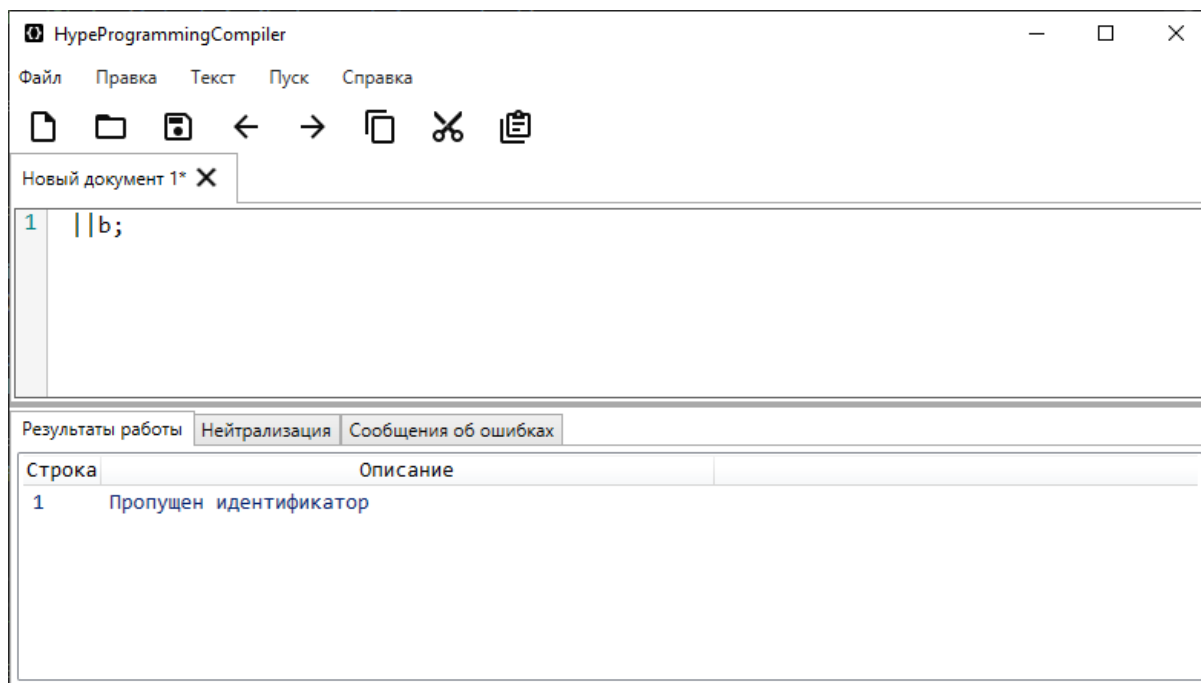 HypeProgrammingCompiler
Файл Правка Текст Пуск Справка
Новый документ 1*
1 ||b;
Результаты работы Нейтрализация Сообщения об ошибках
Строка Описание
1 Пропущен идентификатор